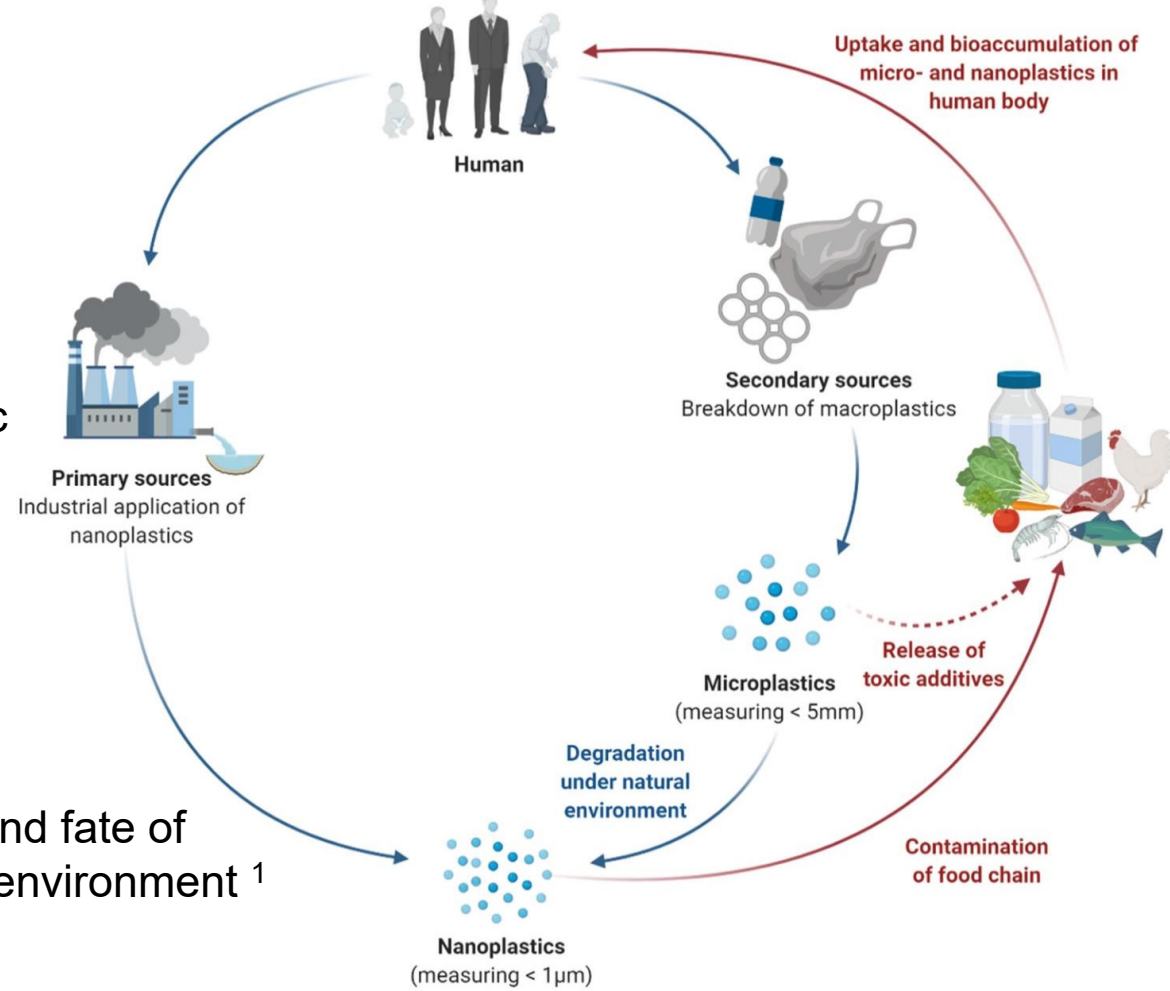 Uptake and bioaccumulation of
micro- and nanoplastics in
human body
Human
Secondary sources
Breakdown of macroplastics
c
Primary sources
Industrial application of
nanoplastics
Release of
toxic additives
Microplastics
(measuring < 5mm)
Degradation
under natural
environment
nd fate of
environment ¹
Contamination
of food chain
Nanoplastics
(measuring < 1µm)